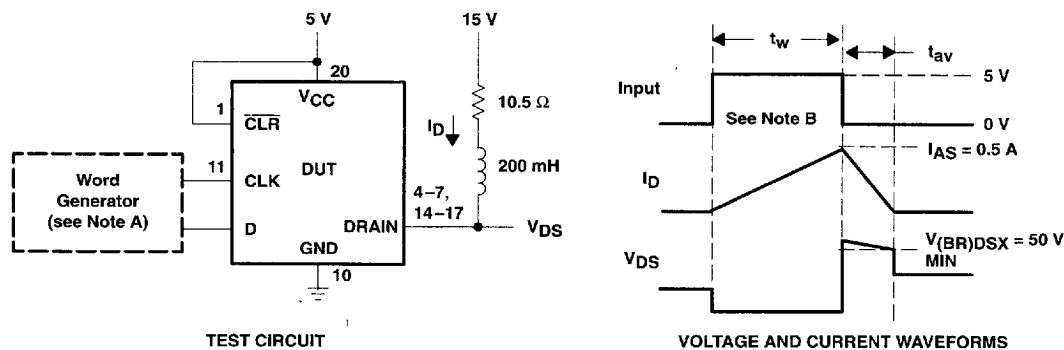 5 V
15 V
20
VCC
1
CLR
10.5 Ω
ID
200 mH
11
CLK
DUT
Word
Generator
(see Note A)
D
4–7,
14–17
DRAIN
VDS
GND
10
TEST CIRCUIT
tw
tav
Input
5 V
See Note B
0 V
IAS = 0.5 A
ID
V(BR)DSX = 50 V
MIN
VDS
VOLTAGE AND CURRENT WAVEFORMS